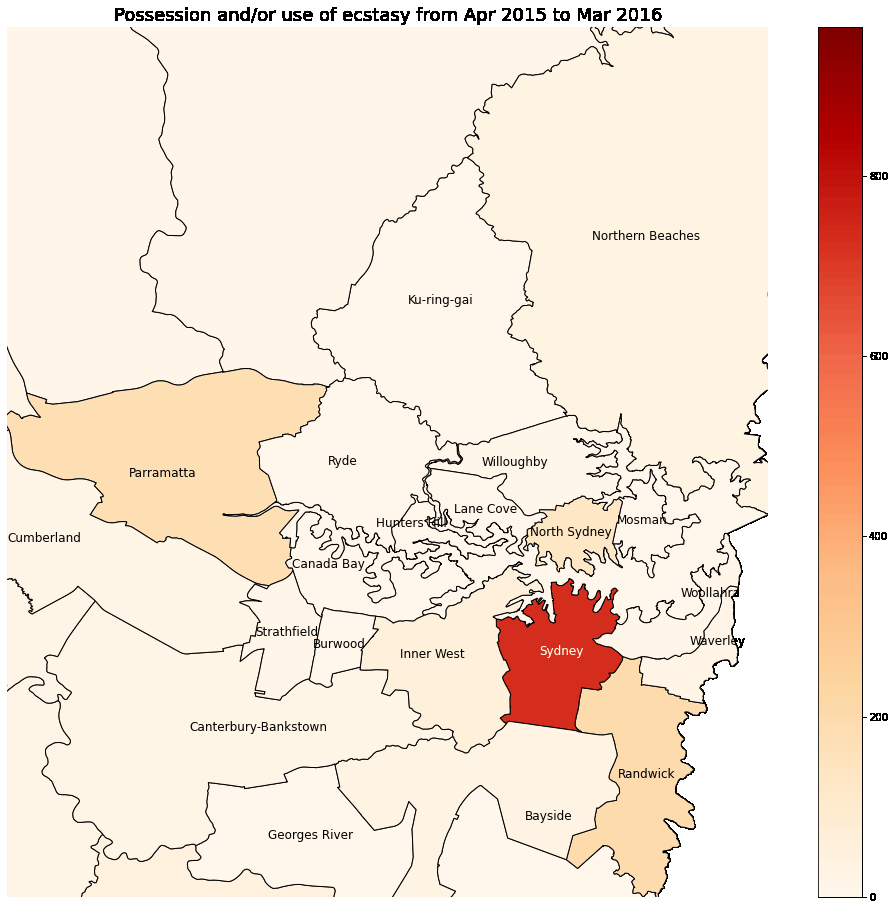 Possession and/or use of ecstasy from Apr 2015 to Mar 2016
800
Northern Beaches
Ku-ring-gai
600
Ryde
Willoughby
Parramatta
Lane Cove
Hunters Hill
Mosman
North Sydney
Cumberland
400
Canada Bay
Woollahra
Strathfield
Burwood
Waverley
Inner West
Sydney
200
Canterbury-Bankstown
Randwick
Bayside
Georges River
0